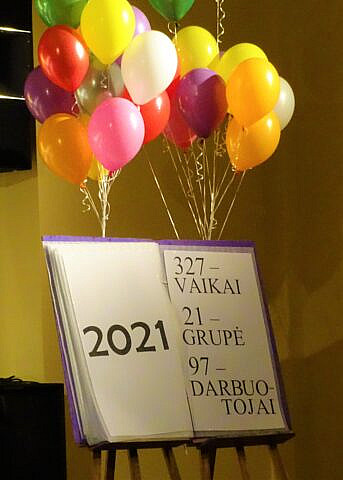 2021
327 –
VAIKAI
21 –
GRUPĖ
97 –
DARBUO-
TOJAI